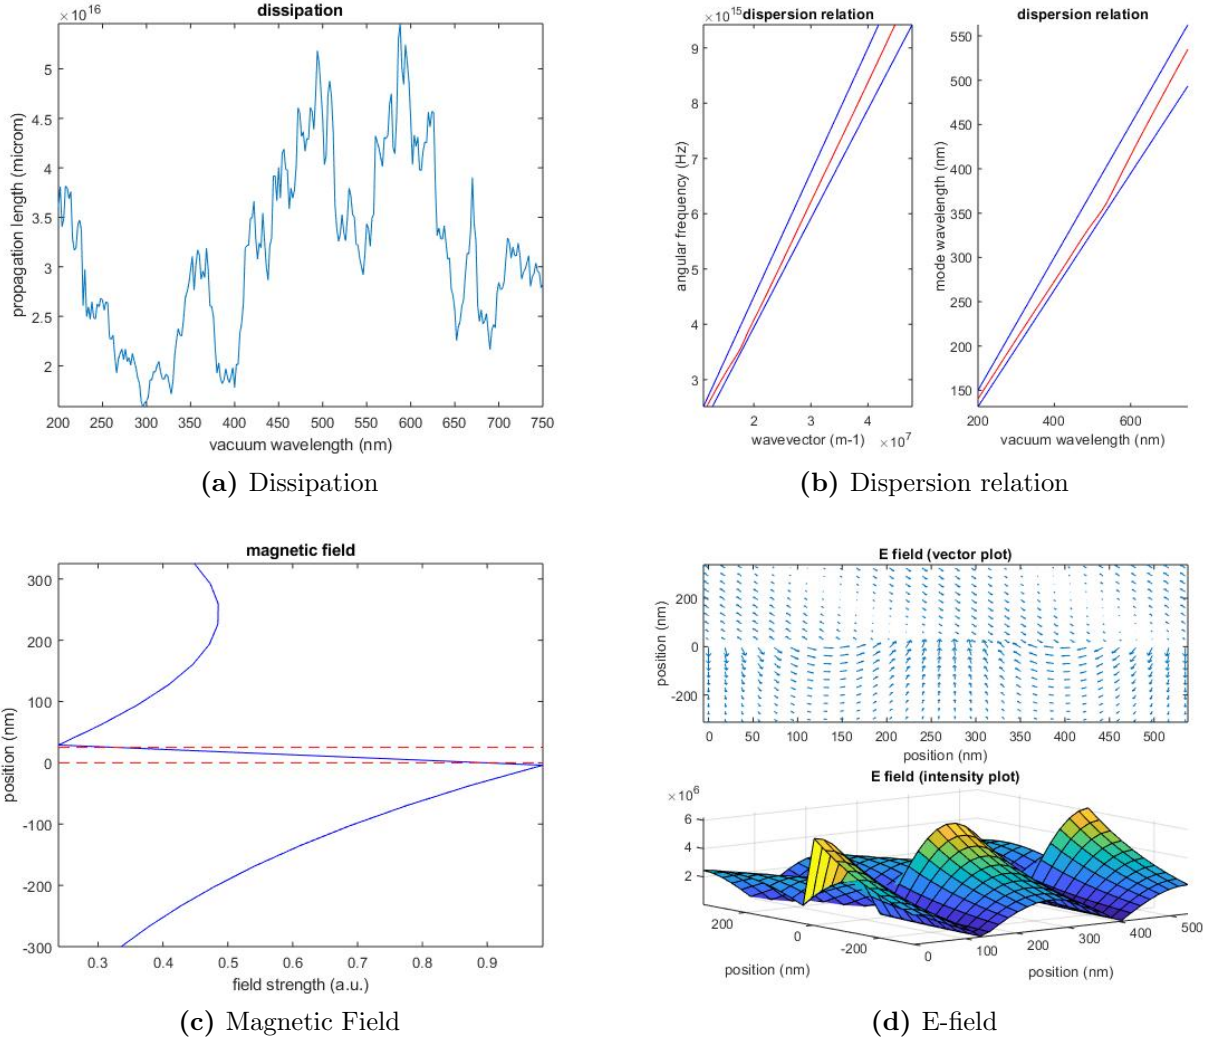 dissipation
×10^16
5
4.5
4
3.5
3
2.5
2
propagation length (microm)
200 250 300 350 400 450 500 550 600 650 700 750
vacuum wavelength (nm)
(a) Dissipation
×10^15 dispersion relation
9
8
7
6
5
4
3
angular frequency (Hz)
2 3 4
wavevector (m-1) ×10^7
dispersion relation
550
500
450
400
350
300
250
200
150
mode wavelength (nm)
200 400 600
vacuum wavelength (nm)
(b) Dispersion relation
magnetic field
300
200
100
0
-100
-200
-300
position (nm)
0.3 0.4 0.5 0.6 0.7 0.8 0.9
field strength (a.u.)
(c) Magnetic Field
E field (vector plot)
200
0
-200
position (nm)
0 50 100 150 200 250 300 350 400 450 500
position (nm)
E field (intensity plot)
×10^6
6
4
2
200 0 -200
position (nm)
0 100 200 300 400 500
position (nm)
(d) E-field